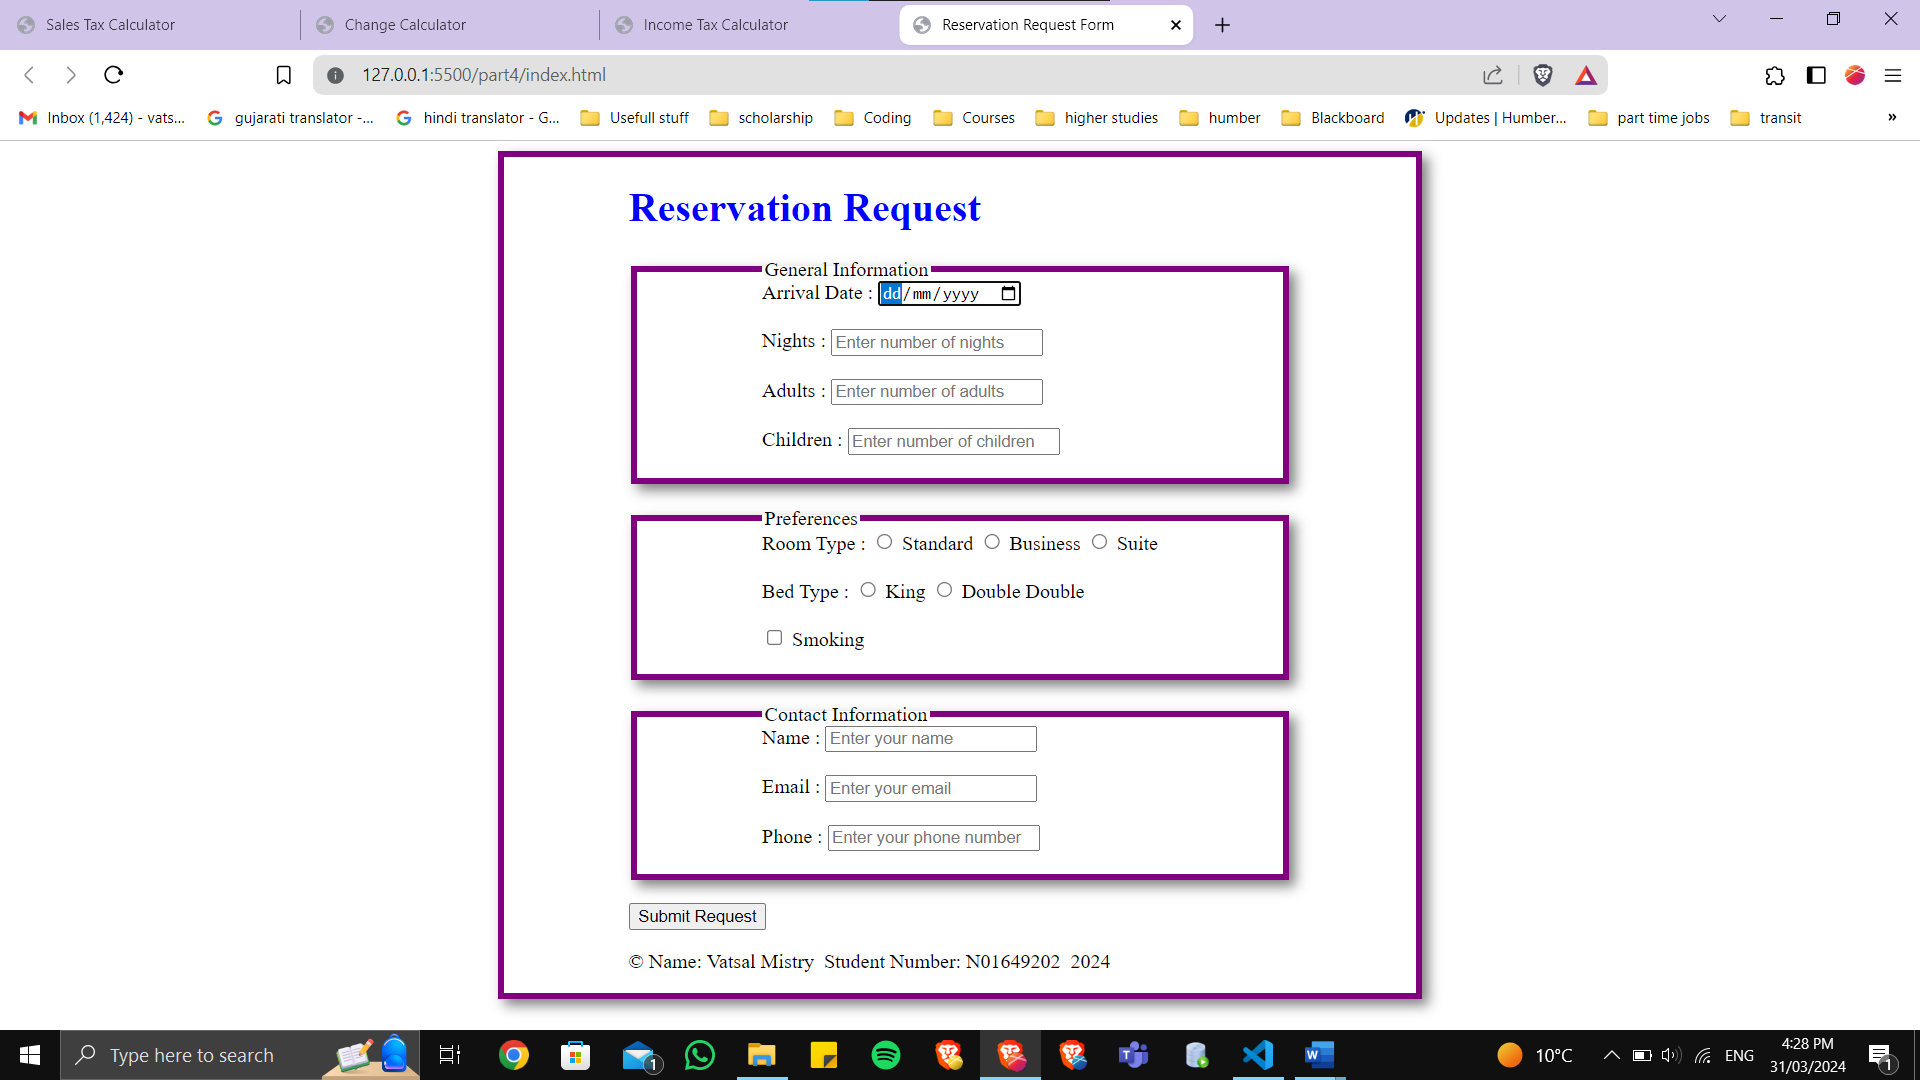 Sales Tax Calculator
Change Calculator
Income Tax Calculator
Reservation Request Form
127.0.0.1:5500/part4/index.html
Inbox (1,424) - vats...
gujarati translator -...
hindi translator - G...
Usefull stuff
scholarship
Coding
Courses
higher studies
humber
Blackboard
Updates | Humber...
part time jobs
transit
»
Reservation Request
General Information
Arrival Date : dd/mm/yyyy
Nights : Enter number of nights
Adults : Enter number of adults
Children : Enter number of children
Preferences
Room Type : Standard Business Suite
Bed Type : King Double Double
Smoking
Contact Information
Name : Enter your name
Email : Enter your email
Phone : Enter your phone number
Submit Request
© Name: Vatsal Mistry Student Number: N01649202 2024
Type here to search
1
10°C
ENG
4:28 PM
31/03/2024
1